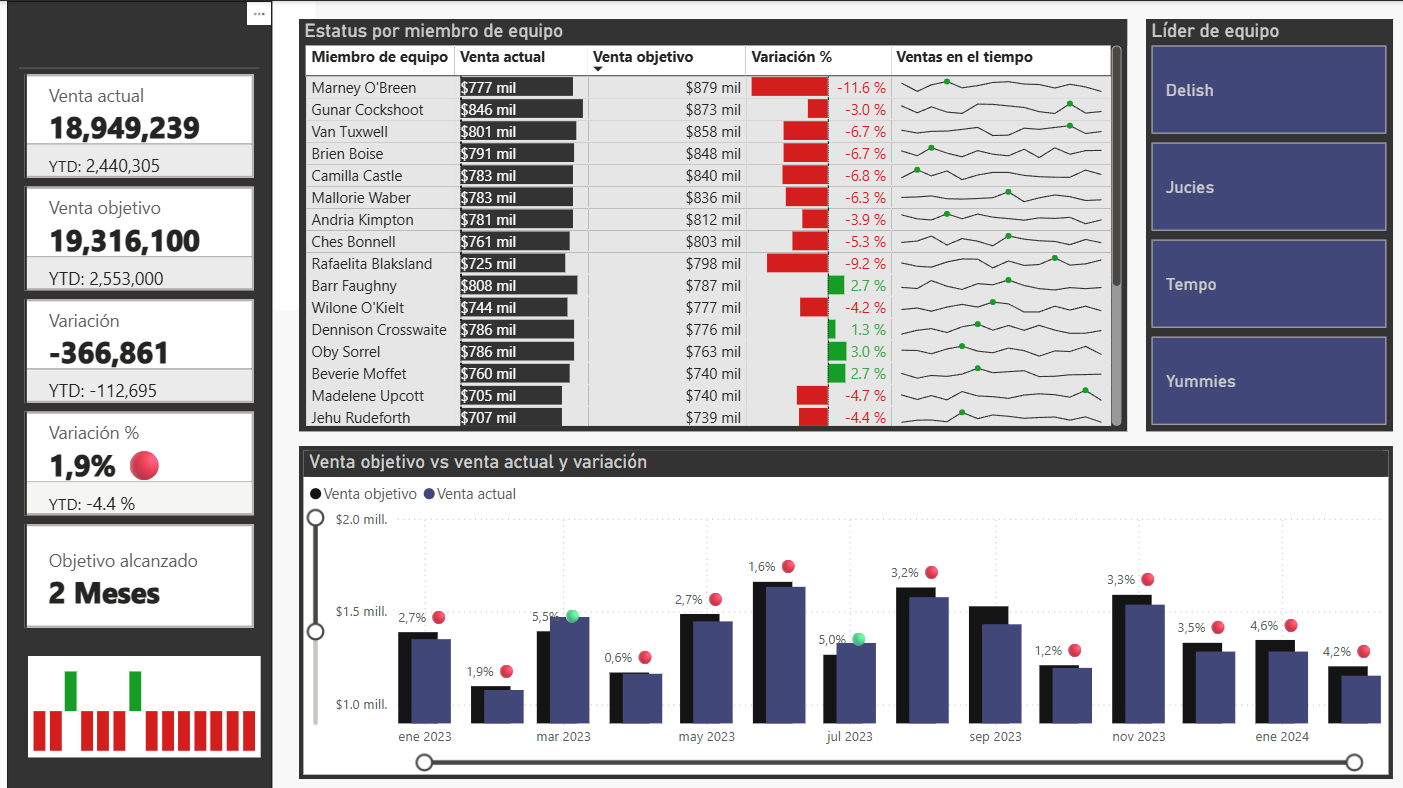 Venta actual
18,949,239
YTD: 2,440,305
Venta objetivo
19,316,100
YTD: 2,553,000
Variación
-366,861
YTD: -112,695
Variación %
1,9%
YTD: -4.4 %
Objetivo alcanzado
2 Meses
Estatus por miembro de equipo
Miembro de equipo Venta actual Venta objetivo Variación % Ventas en el tiempo
Marney O'Breen $777 mil $879 mil -11.6 %
Gunar Cockshoot $846 mil $873 mil -3.0 %
Van Tuxwell $801 mil $858 mil -6.7 %
Brien Boise $791 mil $848 mil -6.7 %
Camilla Castle $783 mil $840 mil -6.8 %
Mallorie Waber $783 mil $836 mil -6.3 %
Andria Kimpton $781 mil $812 mil -3.9 %
Ches Bonnell $761 mil $803 mil -5.3 %
Rafaelita Blaksland $725 mil $798 mil -9.2 %
Barr Faughny $808 mil $787 mil 2.7 %
Wilone O'Kielt $744 mil $777 mil -4.2 %
Dennison Crosswaite $786 mil $776 mil 1.3 %
Oby Sorrel $786 mil $763 mil 3.0 %
Beverie Moffet $760 mil $740 mil 2.7 %
Madelene Upcott $705 mil $740 mil -4.7 %
Jehu Rudeforth $707 mil $739 mil -4.4 %
Líder de equipo
Delish
Jucies
Tempo
Yummies
Venta objetivo vs venta actual y variación
Venta objetivo Venta actual
$2.0 mill.
$1.5 mill.
$1.0 mill.
2,7%
1,9%
5,5%
0,6%
2,7%
1,6%
5,0%
3,2%
1,2%
3,3%
3,5%
4,6%
4,2%
ene 2023 mar 2023 may 2023 jul 2023 sep 2023 nov 2023 ene 2024